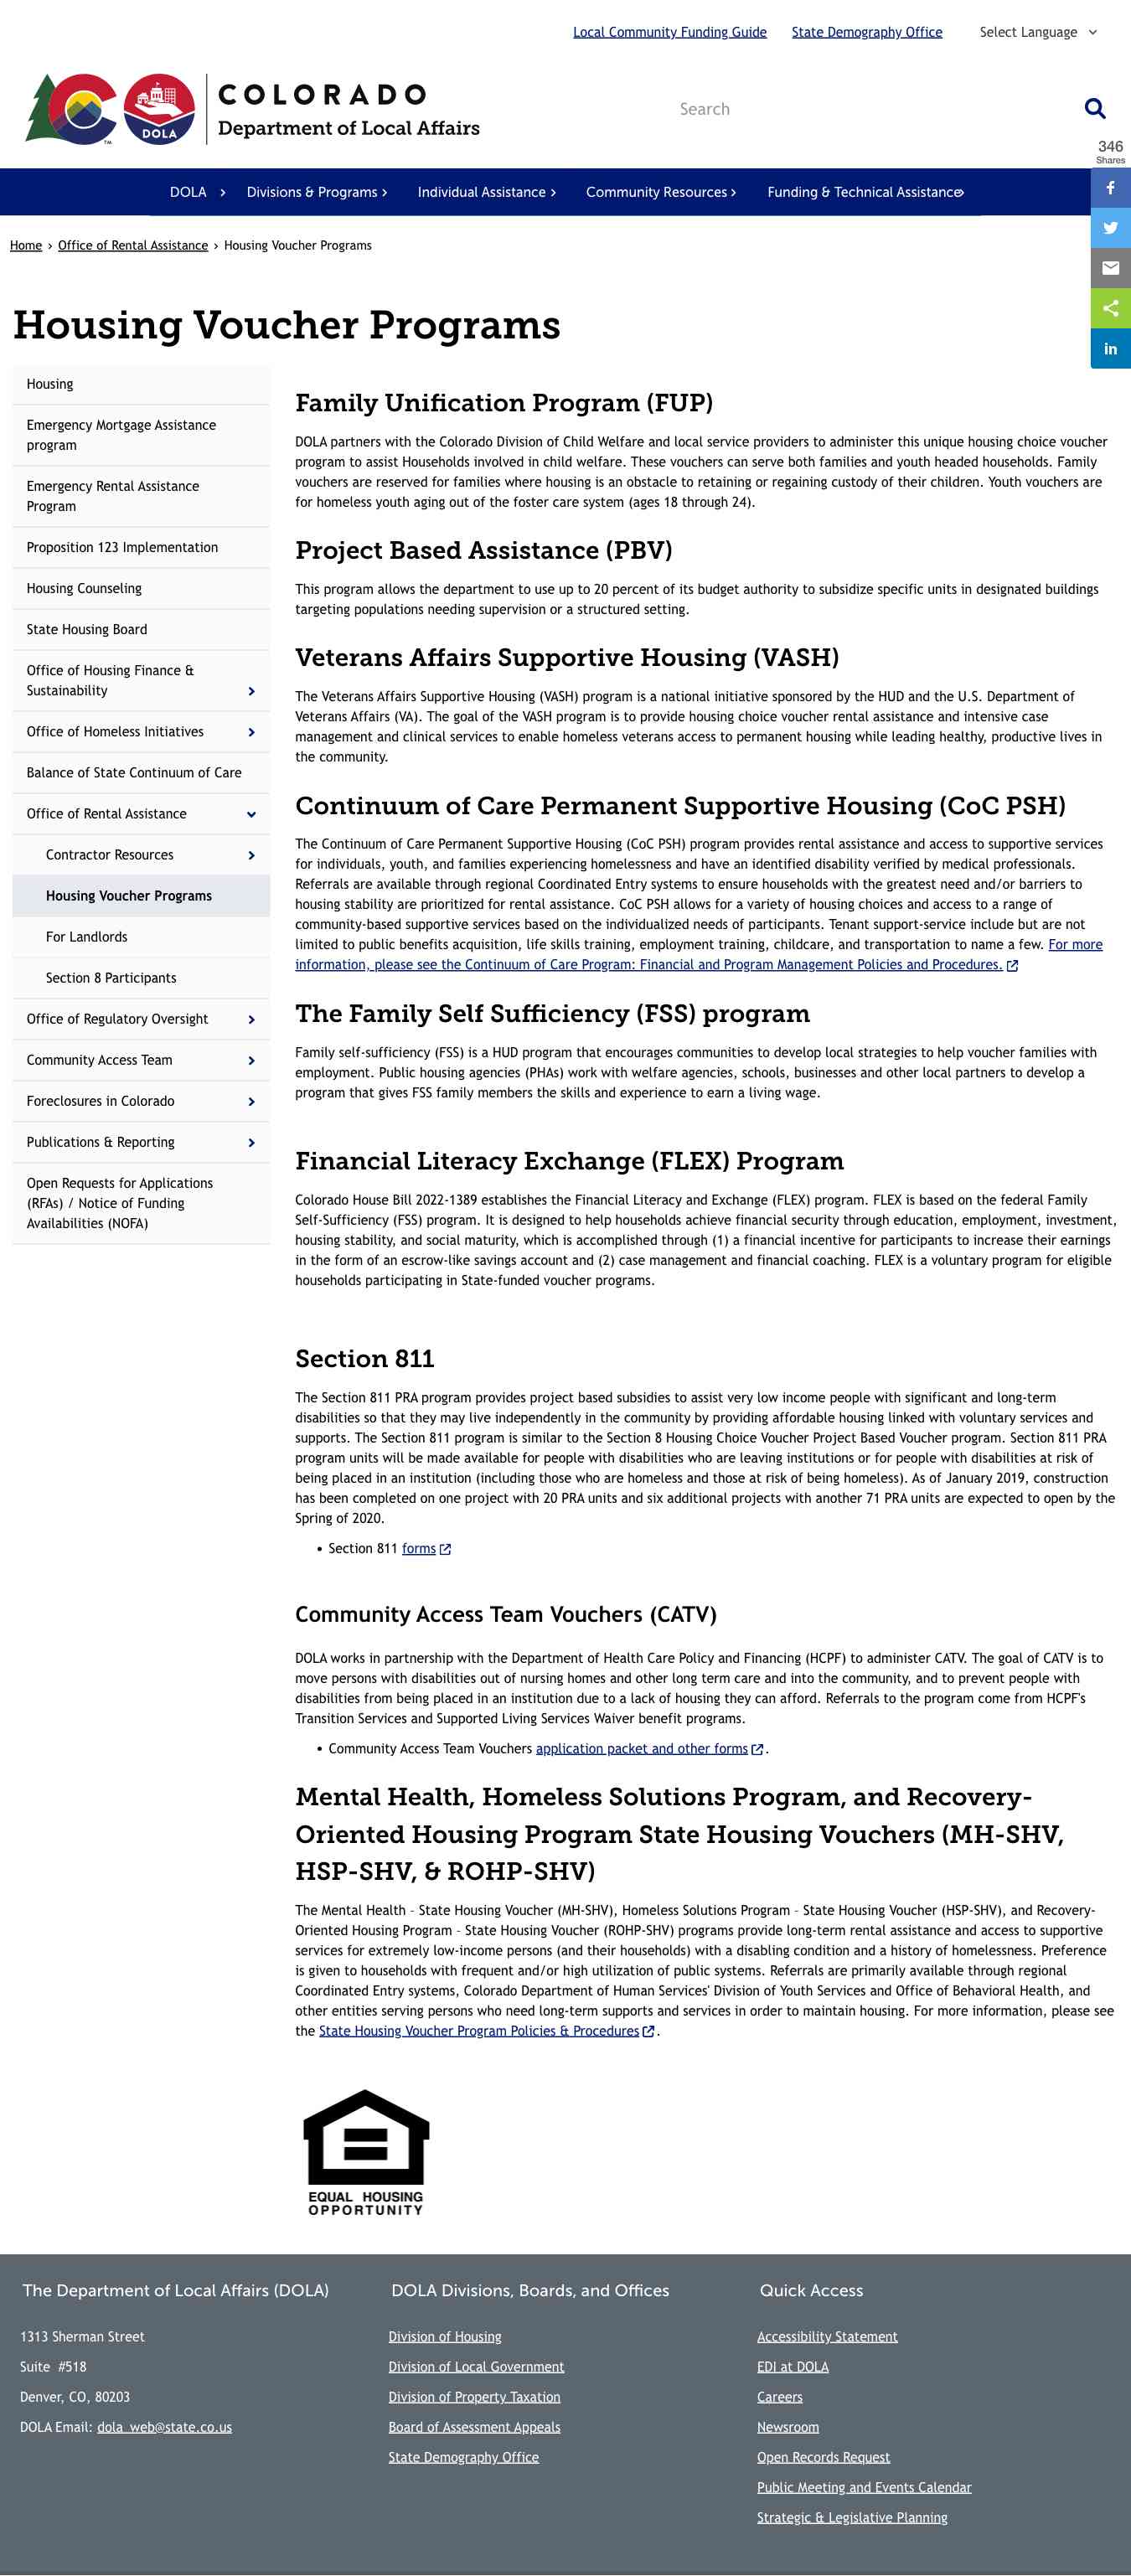 Local Community Funding Guide State Demography Office Select Language
COLORADO
Department of Local Affairs
DOLA
TM
Search
346
Shares
DOLA Divisions & Programs Individual Assistance Community Resources Funding & Technical Assistance
Home › Office of Rental Assistance › Housing Voucher Programs
Housing Voucher Programs
Housing
Emergency Mortgage Assistance
program
Emergency Rental Assistance
Program
Proposition 123 Implementation
Housing Counseling
State Housing Board
Office of Housing Finance &
Sustainability
Office of Homeless Initiatives
Balance of State Continuum of Care
Office of Rental Assistance
Contractor Resources
Housing Voucher Programs
For Landlords
Section 8 Participants
Office of Regulatory Oversight
Community Access Team
Foreclosures in Colorado
Publications & Reporting
Open Requests for Applications
(RFAs) / Notice of Funding
Availabilities (NOFA)
Family Unification Program (FUP)
DOLA partners with the Colorado Division of Child Welfare and local service providers to administer this unique housing choice voucher
program to assist Households involved in child welfare. These vouchers can serve both families and youth headed households. Family
vouchers are reserved for families where housing is an obstacle to retaining or regaining custody of their children. Youth vouchers are
for homeless youth aging out of the foster care system (ages 18 through 24).
Project Based Assistance (PBV)
This program allows the department to use up to 20 percent of its budget authority to subsidize specific units in designated buildings
targeting populations needing supervision or a structured setting.
Veterans Affairs Supportive Housing (VASH)
The Veterans Affairs Supportive Housing (VASH) program is a national initiative sponsored by the HUD and the U.S. Department of
Veterans Affairs (VA). The goal of the VASH program is to provide housing choice voucher rental assistance and intensive case
management and clinical services to enable homeless veterans access to permanent housing while leading healthy, productive lives in
the community.
Continuum of Care Permanent Supportive Housing (CoC PSH)
The Continuum of Care Permanent Supportive Housing (CoC PSH) program provides rental assistance and access to supportive services
for individuals, youth, and families experiencing homelessness and have an identified disability verified by medical professionals.
Referrals are available through regional Coordinated Entry systems to ensure households with the greatest need and/or barriers to
housing stability are prioritized for rental assistance. CoC PSH allows for a variety of housing choices and access to a range of
community-based supportive services based on the individualized needs of participants. Tenant support-service include but are not
limited to public benefits acquisition, life skills training, employment training, childcare, and transportation to name a few. For more
information, please see the Continuum of Care Program: Financial and Program Management Policies and Procedures.
The Family Self Sufficiency (FSS) program
Family self-sufficiency (FSS) is a HUD program that encourages communities to develop local strategies to help voucher families with
employment. Public housing agencies (PHAs) work with welfare agencies, schools, businesses and other local partners to develop a
program that gives FSS family members the skills and experience to earn a living wage.
Financial Literacy Exchange (FLEX) Program
Colorado House Bill 2022-1389 establishes the Financial Literacy and Exchange (FLEX) program. FLEX is based on the federal Family
Self-Sufficiency (FSS) program. It is designed to help households achieve financial security through education, employment, investment,
housing stability, and social maturity, which is accomplished through (1) a financial incentive for participants to increase their earnings
in the form of an escrow-like savings account and (2) case management and financial coaching. FLEX is a voluntary program for eligible
households participating in State-funded voucher programs.
Section 811
The Section 811 PRA program provides project based subsidies to assist very low income people with significant and long-term
disabilities so that they may live independently in the community by providing affordable housing linked with voluntary services and
supports. The Section 811 program is similar to the Section 8 Housing Choice Voucher Project Based Voucher program. Section 811 PRA
program units will be made available for people with disabilities who are leaving institutions or for people with disabilities at risk of
being placed in an institution (including those who are homeless and those at risk of being homeless). As of January 2019, construction
has been completed on one project with 20 PRA units and six additional projects with another 71 PRA units are expected to open by the
Spring of 2020.
• Section 811 forms
Community Access Team Vouchers (CATV)
DOLA works in partnership with the Department of Health Care Policy and Financing (HCPF) to administer CATV. The goal of CATV is to
move persons with disabilities out of nursing homes and other long term care and into the community, and to prevent people with
disabilities from being placed in an institution due to a lack of housing they can afford. Referrals to the program come from HCPF's
Transition Services and Supported Living Services Waiver benefit programs.
• Community Access Team Vouchers application packet and other forms.
Mental Health, Homeless Solutions Program, and Recovery-
Oriented Housing Program State Housing Vouchers (MH-SHV,
HSP-SHV, & ROHP-SHV)
The Mental Health - State Housing Voucher (MH-SHV), Homeless Solutions Program - State Housing Voucher (HSP-SHV), and Recovery-
Oriented Housing Program - State Housing Voucher (ROHP-SHV) programs provide long-term rental assistance and access to supportive
services for extremely low-income persons (and their households) with a disabling condition and a history of homelessness. Preference
is given to households with frequent and/or high utilization of public systems. Referrals are primarily available through regional
Coordinated Entry systems, Colorado Department of Human Services' Division of Youth Services and Office of Behavioral Health, and
other entities serving persons who need long-term supports and services in order to maintain housing. For more information, please see
the State Housing Voucher Program Policies & Procedures.
EQUAL HOUSING
OPPORTUNITY
The Department of Local Affairs (DOLA)
1313 Sherman Street
Suite #518
Denver, CO, 80203
DOLA Email: dola_web@state.co.us
DOLA Divisions, Boards, and Offices
Division of Housing
Division of Local Government
Division of Property Taxation
Board of Assessment Appeals
State Demography Office
Quick Access
Accessibility Statement
EDI at DOLA
Careers
Newsroom
Open Records Request
Public Meeting and Events Calendar
Strategic & Legislative Planning